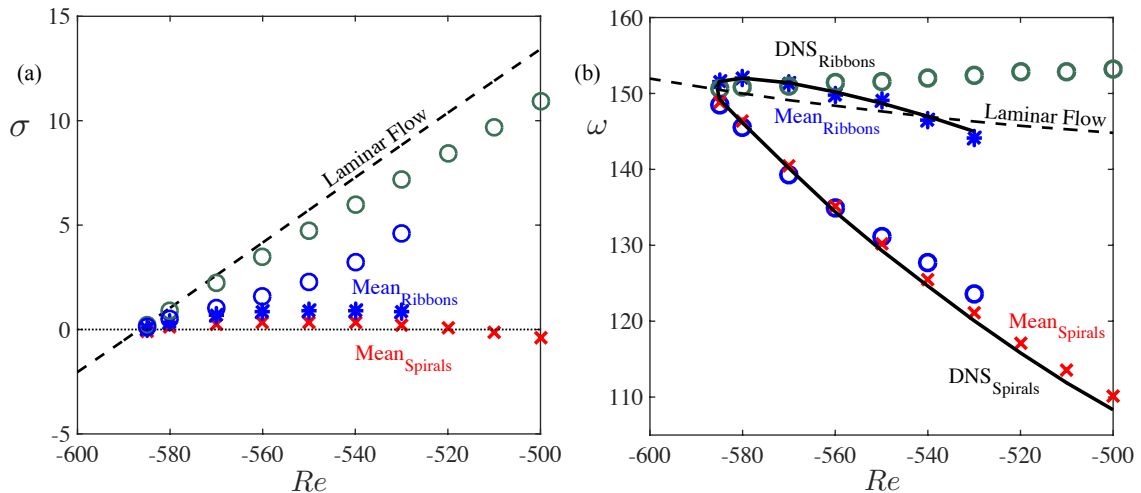 (a)
σ
15
10
5
0
-5
-600
-580
-560
-540
-520
-500
Re
Laminar Flow
Mean_Ribbons
Mean_Spirals
(b)
ω
160
150
140
130
120
110
-600
-580
-560
-540
-520
-500
Re
DNS_Ribbons
Mean_Ribbons
Laminar Flow
Mean_Spirals
DNS_Spirals